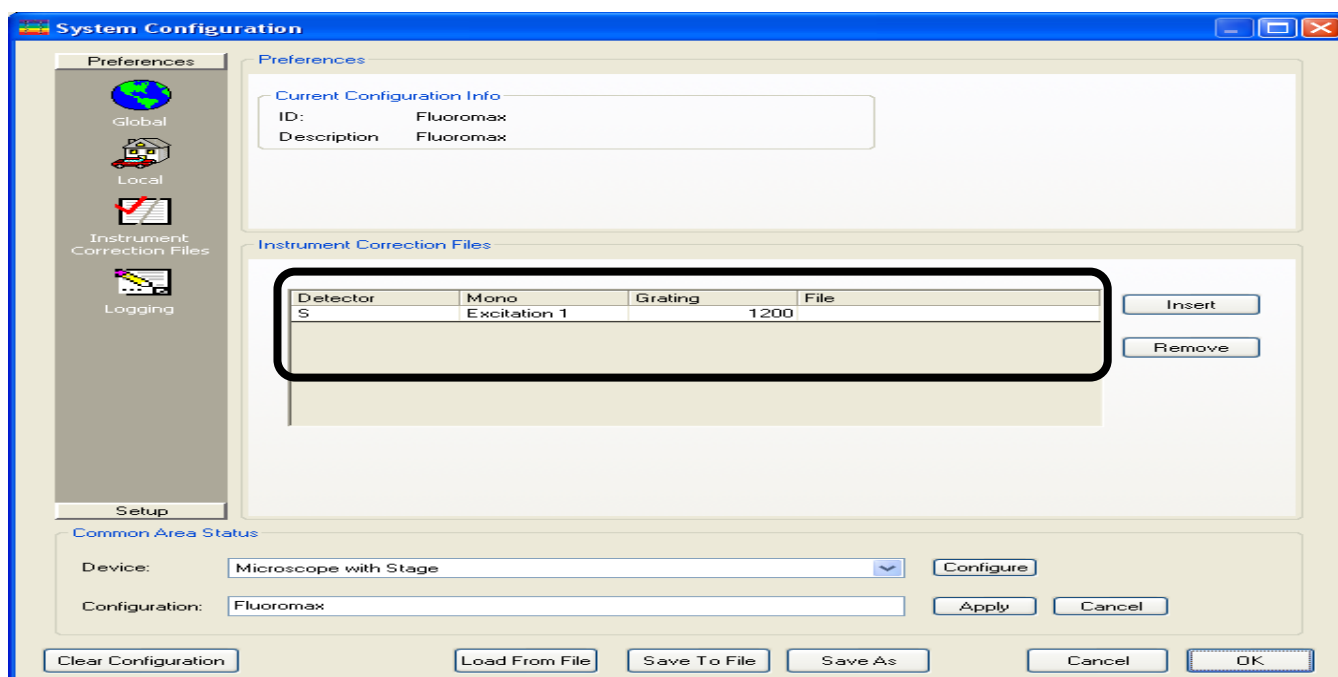 System Configuration
Preferences
Global
Local
Instrument
Correction Files
Logging
Setup
Preferences
Current Configuration Info
ID: Fluoromax
Description Fluoromax
Instrument Correction Files
Detector Mono Grating File
S Excitation 1 1200
Insert
Remove
Common Area Status
Device: Microscope with Stage Configure
Configuration: Fluoromax Apply Cancel
Clear Configuration Load From File Save To File Save As Cancel OK